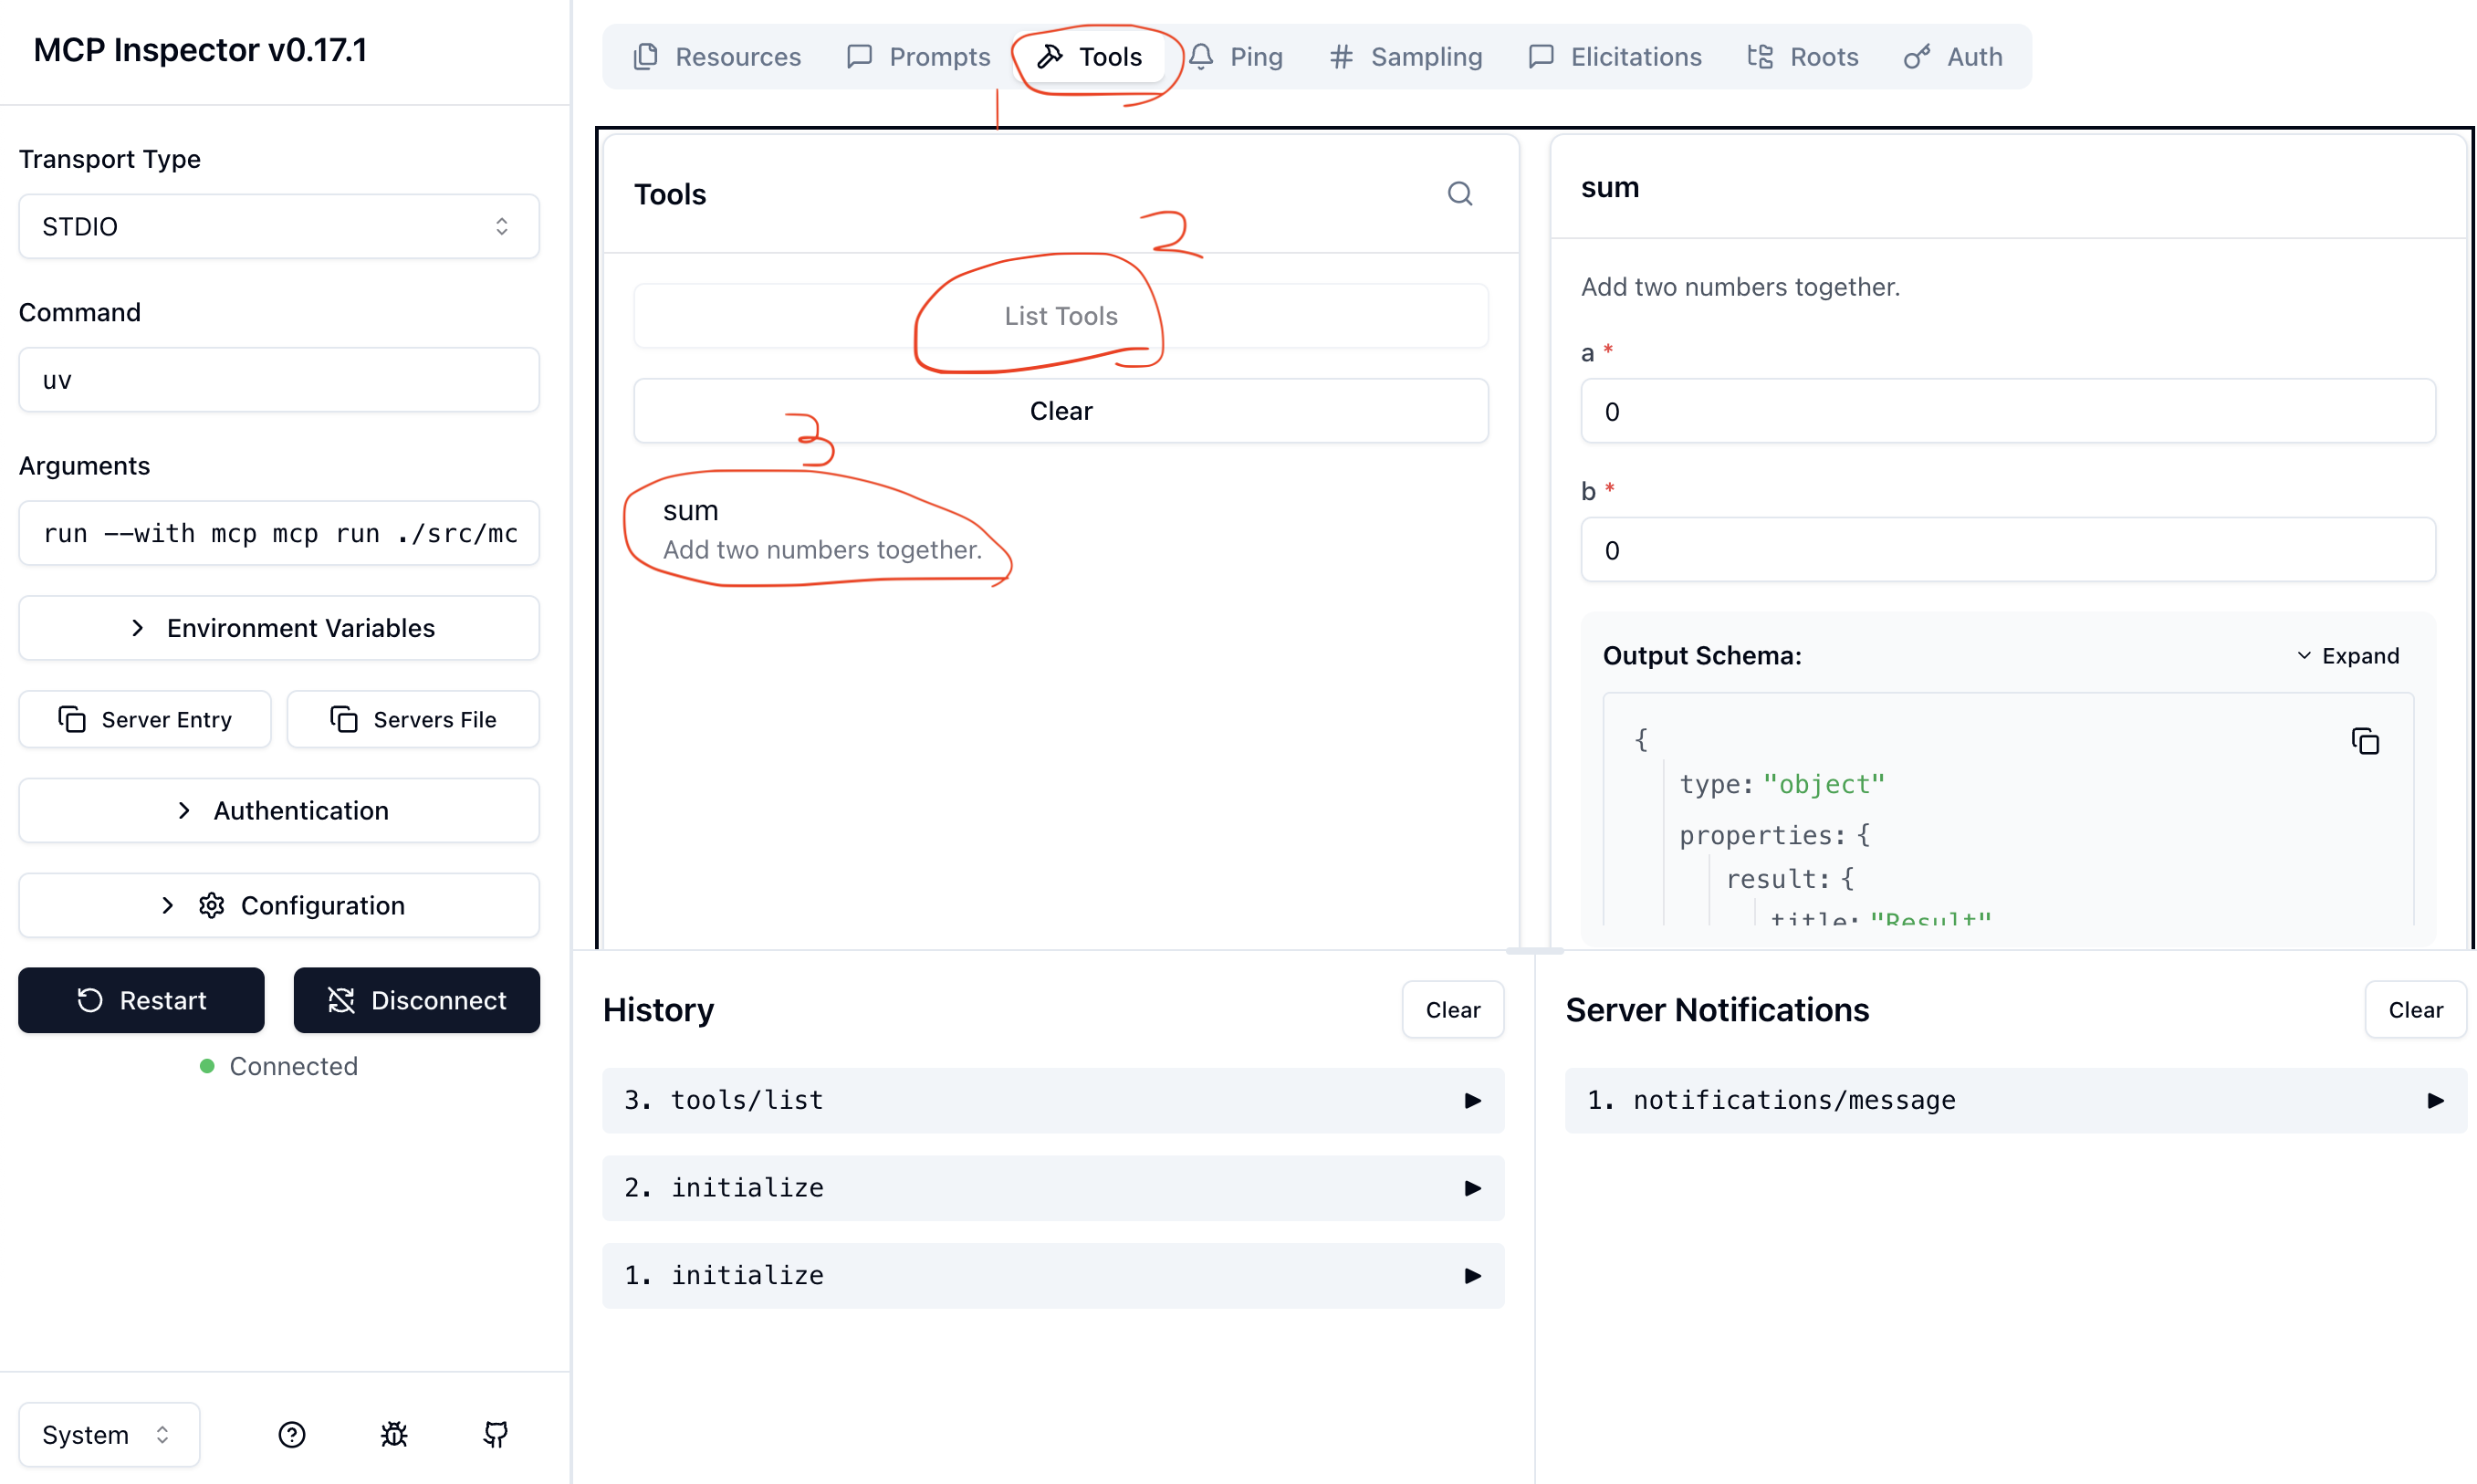 MCP Inspector v0.17.1
Transport Type
STDIO
Command
uv
Arguments
run --with mcp mcp run ./src/mc
Environment Variables
Server Entry
Servers File
Authentication
Configuration
Restart
Disconnect
Connected
System
Resources
Prompts
Tools
Ping
Sampling
Elicitations
Roots
Auth
1
Tools
2
List Tools
Clear
3
sum
Add two numbers together.
sum
Add two numbers together.
a *
0
b *
0
Output Schema:
Expand
{
type: "object"
properties: {
result: {
title: "Result"
History
Clear
3. tools/list
2. initialize
1. initialize
Server Notifications
Clear
1. notifications/message